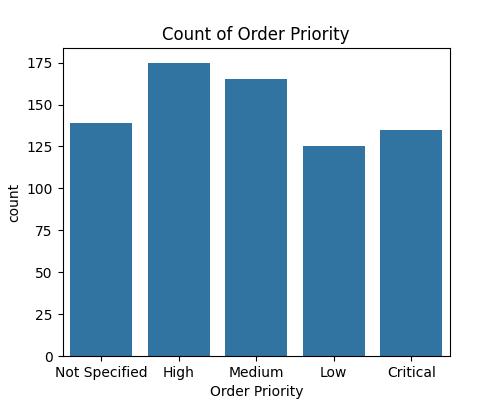 Count of Order Priority
175
150
125
100
75
50
25
0
count
Not Specified High Medium Low Critical
Order Priority